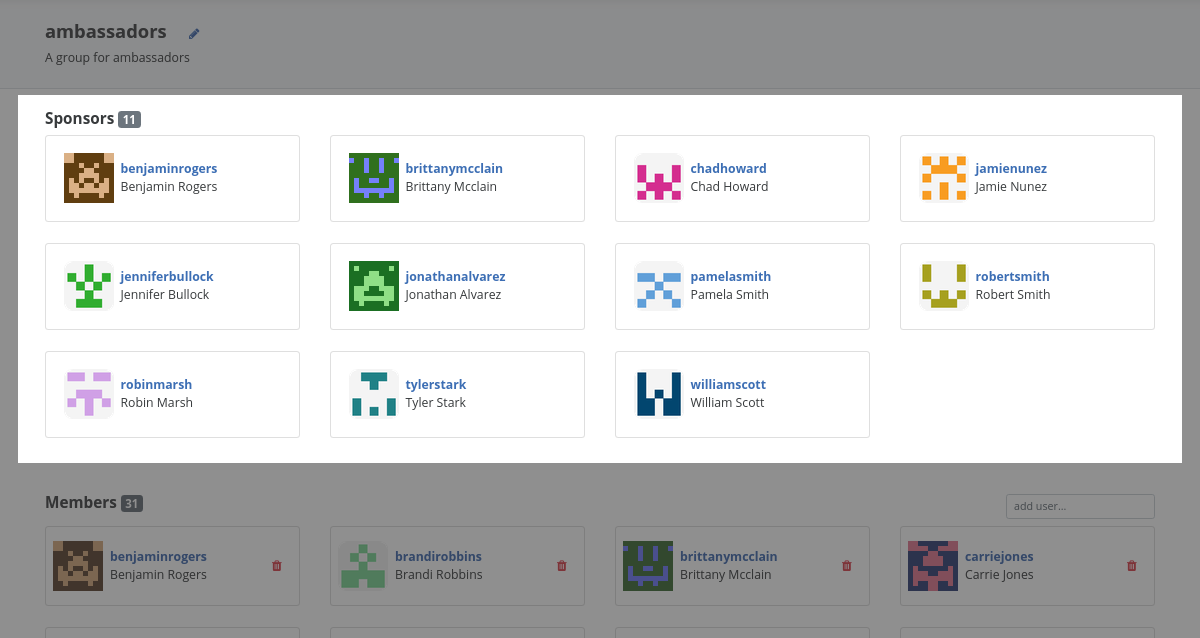 ambassadors
A group for ambassadors
Sponsors 11
benjaminrogers
Benjamin Rogers
brittanymcclain
Brittany Mcclain
chadhoward
Chad Howard
jamienunez
Jamie Nunez
jenniferbullock
Jennifer Bullock
jonathanalvarez
Jonathan Alvarez
pamelasmith
Pamela Smith
robertsmith
Robert Smith
robinmarsh
Robin Marsh
tylerstark
Tyler Stark
williamscott
William Scott
Members 31
add user...
benjaminrogers
Benjamin Rogers
brandirobbins
Brandi Robbins
brittanymcclain
Brittany Mcclain
carriejones
Carrie Jones